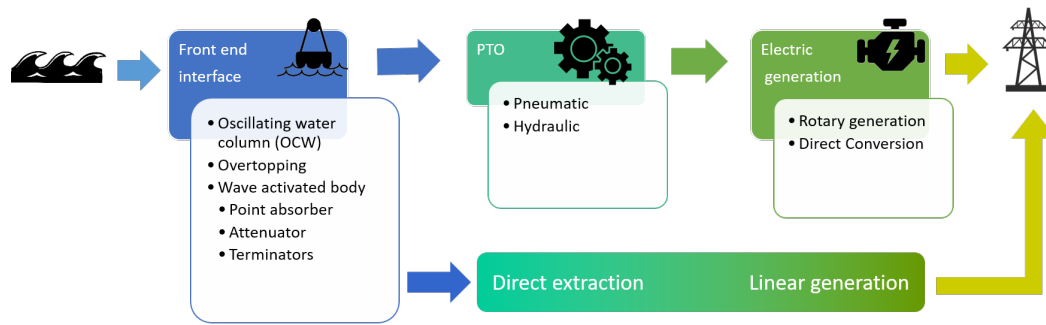 Front end
interface
• Oscillating water
column (OCW)
• Overtopping
• Wave activated body
• Point absorber
• Attenuator
• Terminators
PTO
• Pneumatic
• Hydraulic
Electric
generation
• Rotary generation
• Direct Conversion
Direct extraction
Linear generation